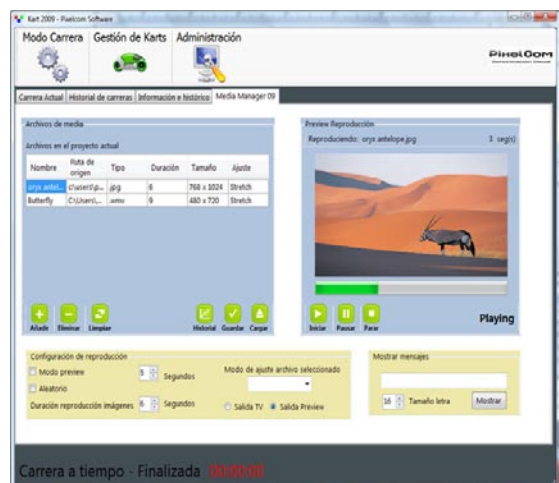 Kart 2009 - Pixelcom Software
Modo Carrera Gestión de Karts Administración
PixelCom
Carrera Actual Historial de carreras Información e histórico Media Manager 09
Archivos de media
Archivos en el proyecto actual
Nombre Ruta de origen Tipo Duración Tamaño Ajuste
oryx antel... c:\users\p... .jpg 6 768 x 1024 Stretch
Butterfly C:\Users\... .wmv 9 480 x 720 Stretch
Añadir Eliminar Limpiar Historial Guardar Cargar
Preview Reproducción
Reproduciendo: oryx antelope.jpg 3 seg(s)
Iniciar Pausar Parar Playing
Configuración de reproducción
Modo preview 5 Segundos
Aleatorio
Duración reproducción imágenes 6 Segundos
Modo de ajuste archivo seleccionado
Salida TV Salida Preview
Mostrar mensajes
16 Tamaño letra Mostrar
Carrera a tiempo - Finalizada 00:00:00